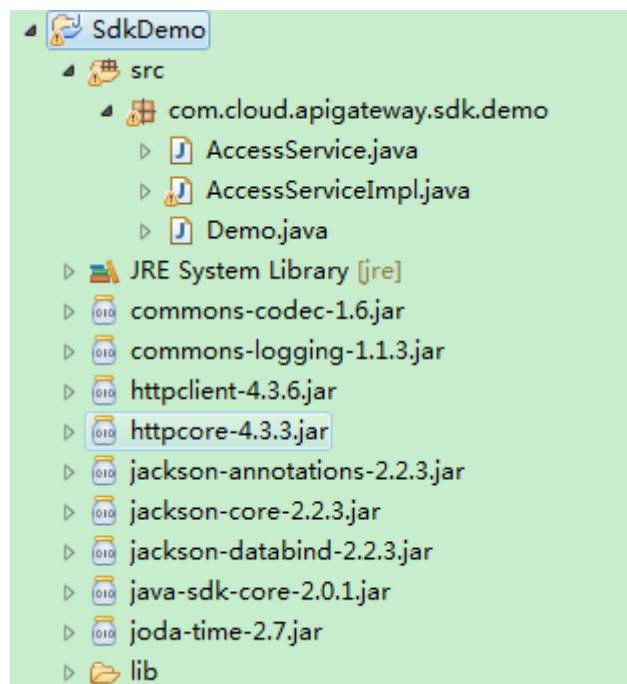 SdkDemo
src
com.cloud.apigateway.sdk.demo
AccessService.java
AccessServiceImpl.java
Demo.java
JRE System Library [jre]
commons-codec-1.6.jar
commons-logging-1.1.3.jar
httpclient-4.3.6.jar
httpcore-4.3.3.jar
jackson-annotations-2.2.3.jar
jackson-core-2.2.3.jar
jackson-databind-2.2.3.jar
java-sdk-core-2.0.1.jar
joda-time-2.7.jar
lib